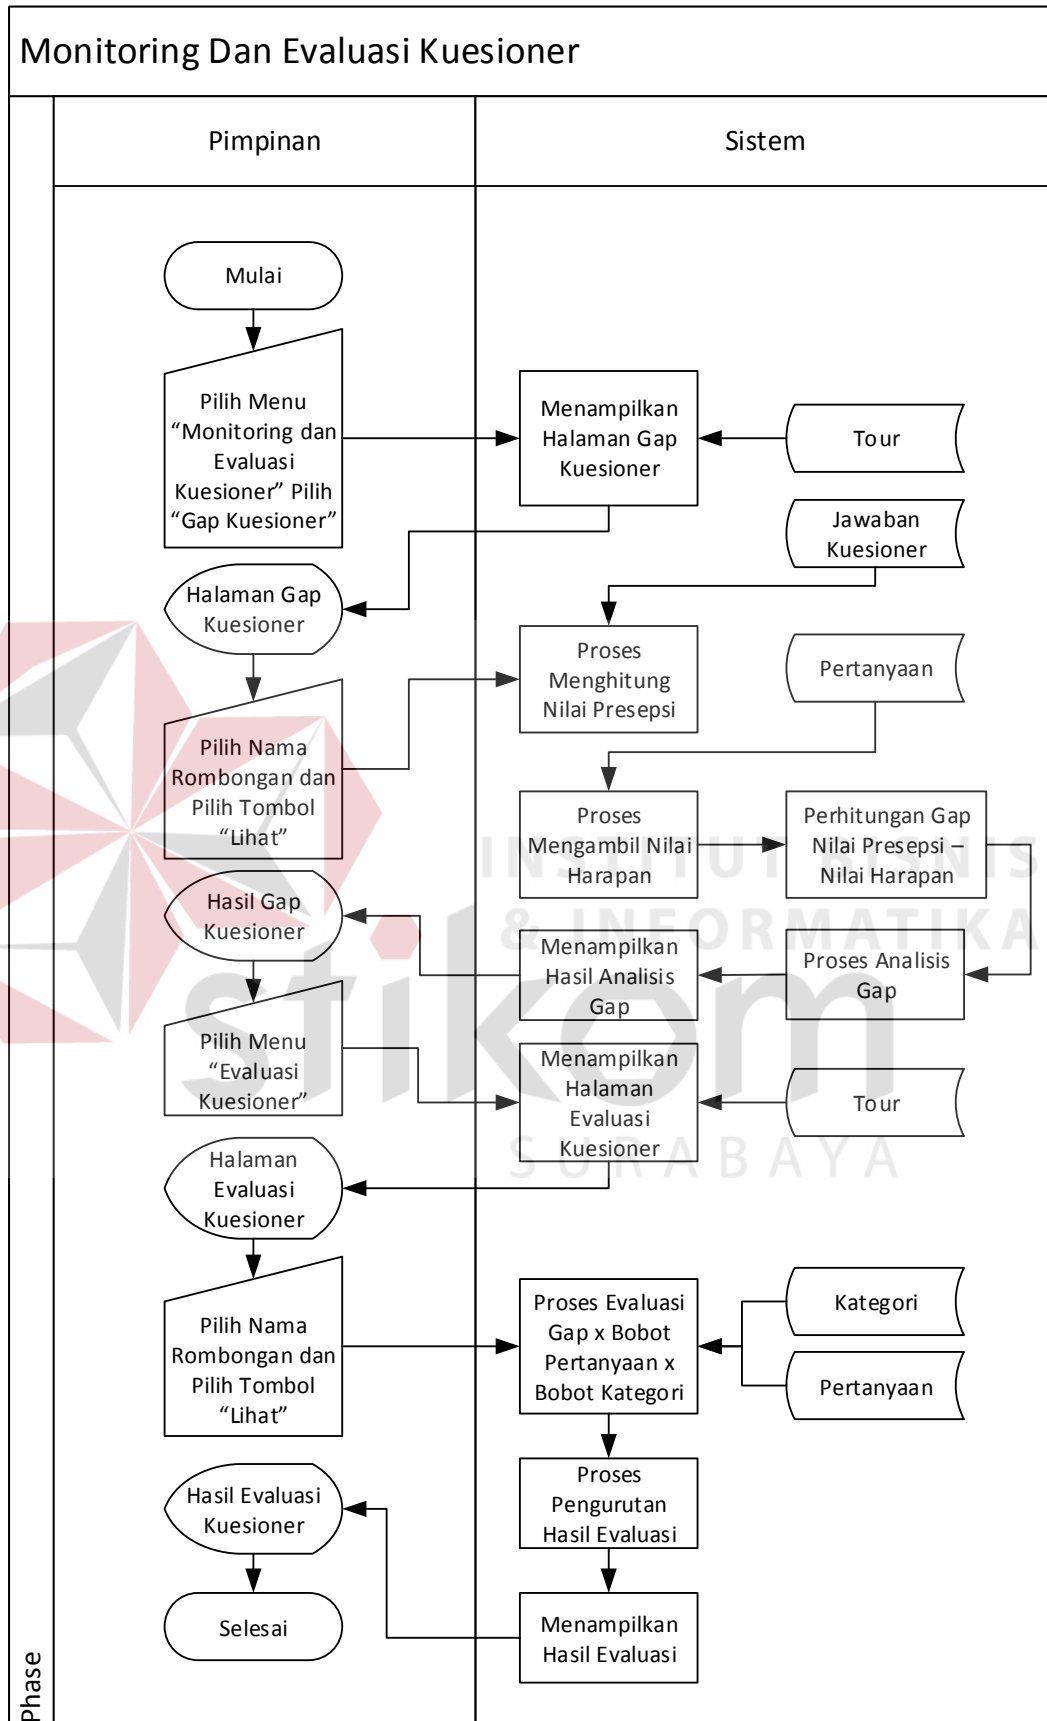 Monitoring Dan Evaluasi Kuesioner
Phase
Pimpinan
Sistem
Mulai
Pilih Menu
“Monitoring dan
Evaluasi
Kuesioner” Pilih
“Gap Kuesioner”
Menampilkan
Halaman Gap
Kuesioner
Tour
Jawaban
Kuesioner
Halaman Gap
Kuesioner
Proses
Menghitung
Nilai Presepsi
Pertanyaan
Pilih Nama
Rombongan dan
Pilih Tombol
“Lihat”
Proses
Mengambil Nilai
Harapan
Perhitungan Gap
Nilai Presepsi –
Nilai Harapan
Hasil Gap
Kuesioner
Menampilkan
Hasil Analisis
Gap
Proses Analisis
Gap
Pilih Menu
“Evaluasi
Kuesioner”
Menampilkan
Halaman
Evaluasi
Kuesioner
Tour
Halaman
Evaluasi
Kuesioner
Pilih Nama
Rombongan dan
Pilih Tombol
“Lihat”
Proses Evaluasi
Gap x Bobot
Pertanyaan x
Bobot Kategori
Kategori
Pertanyaan
Proses
Pengurutan
Hasil Evaluasi
Hasil Evaluasi
Kuesioner
Menampilkan
Hasil Evaluasi
Selesai
INSTITUT BISNIS
& INFORMATIKA
stikom
SURABAYA